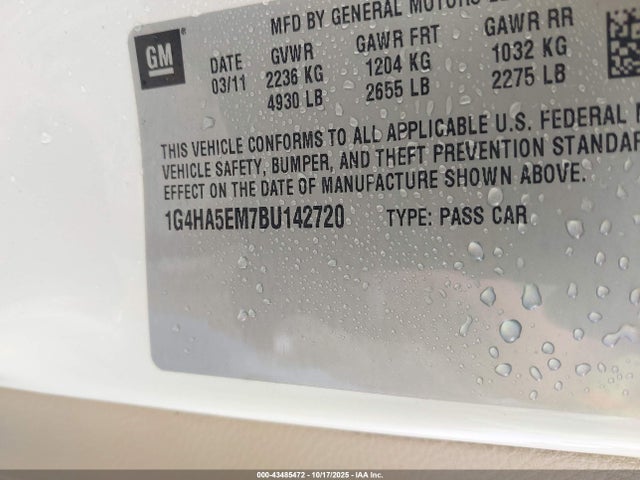 MFD BY GENERAL MOTORS
GM
DATE GVWR GAWR FRT GAWR RR
03/11 2236 KG 1204 KG 1032 KG
4930 LB 2655 LB 2275 LB
THIS VEHICLE CONFORMS TO ALL APPLICABLE U.S. FEDERAL
VEHICLE SAFETY, BUMPER, AND THEFT PREVENTION STANDAR
EFFECT ON THE DATE OF MANUFACTURE SHOWN ABOVE.
1G4HA5EM7BU142720 TYPE: PASS CAR
000-43485472 | 10/17/2025 - IAA Inc.